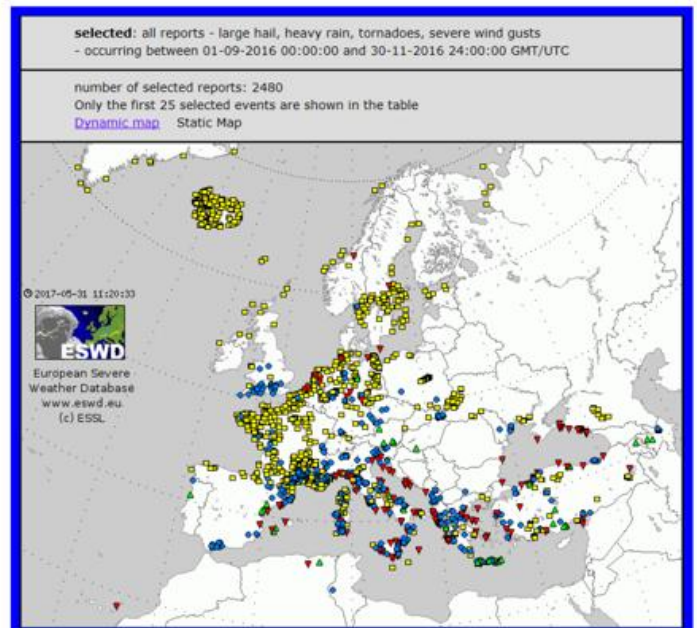 selected: all reports - large hail, heavy rain, tornadoes, severe wind gusts
- occurring between 01-09-2016 00:00:00 and 30-11-2016 24:00:00 GMT/UTC
number of selected reports: 2480
Only the first 25 selected events are shown in the table
Dynamic map Static Map
2017-05-31 11:20:33
ESWD
European Severe
Weather Database
www.eswd.eu
(c) ESSL